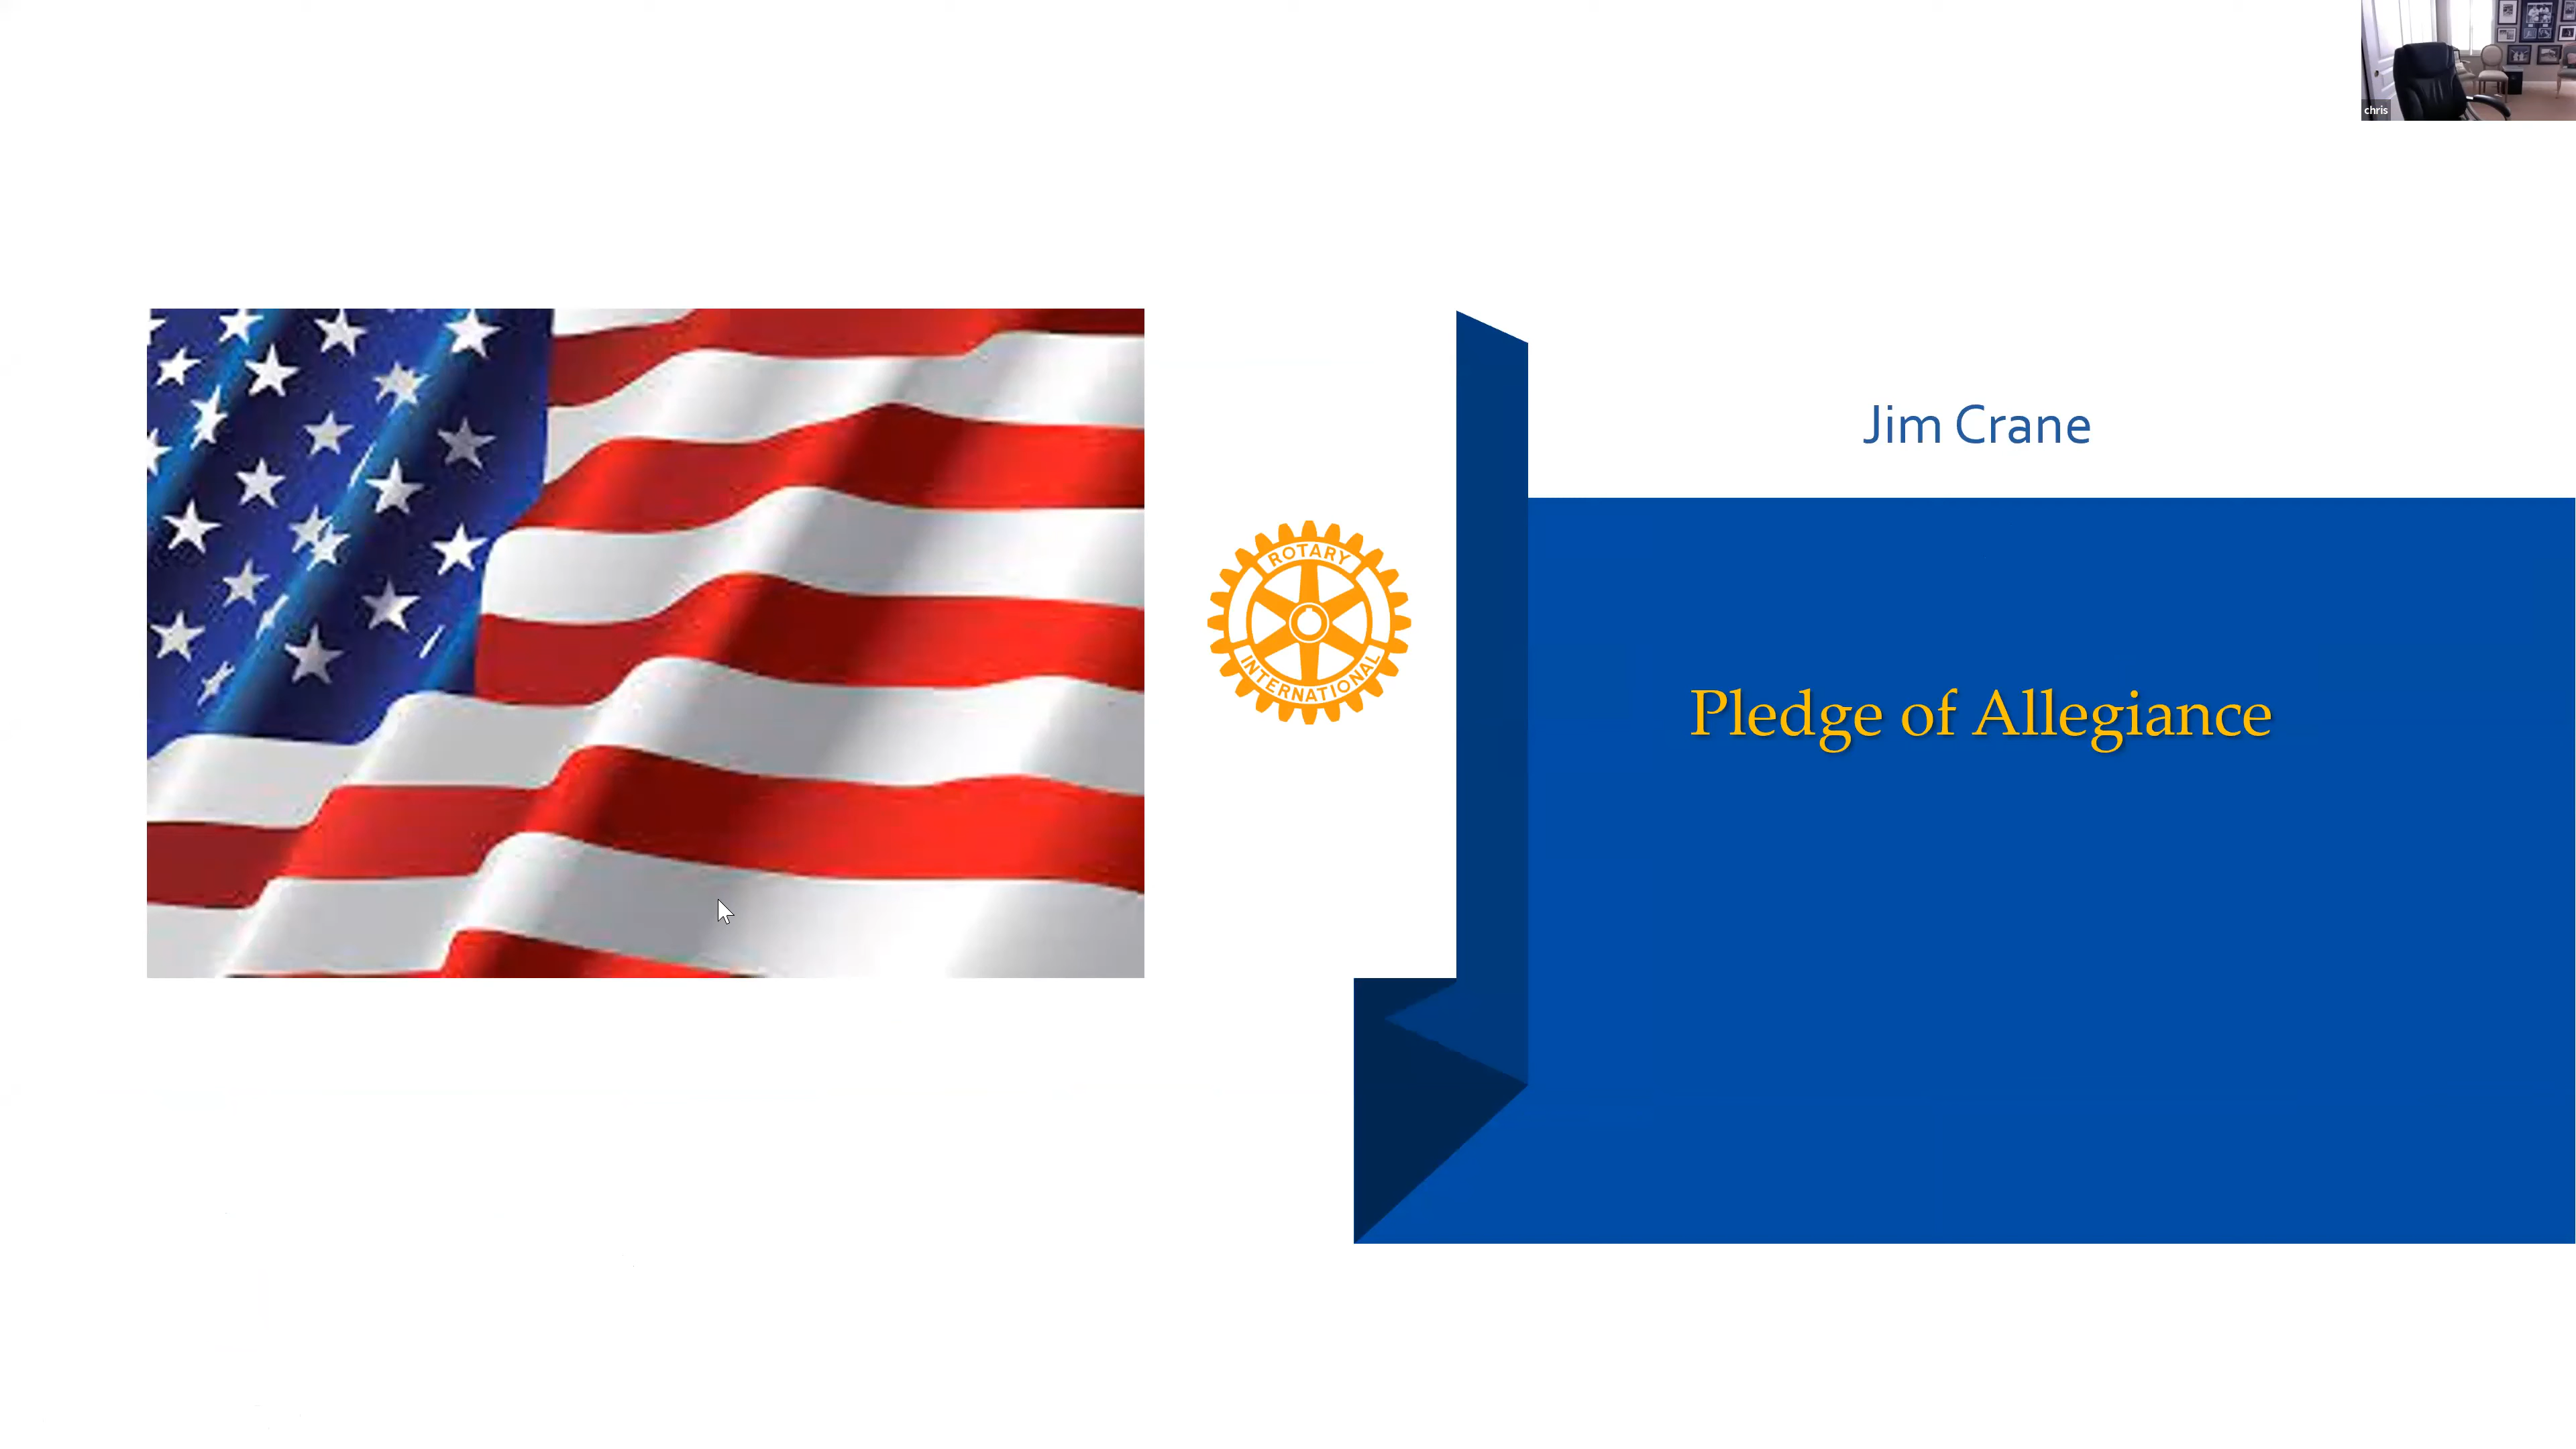 chris
Jim Crane
ROTARY
INTERNATIONAL
Pledge of Allegiance